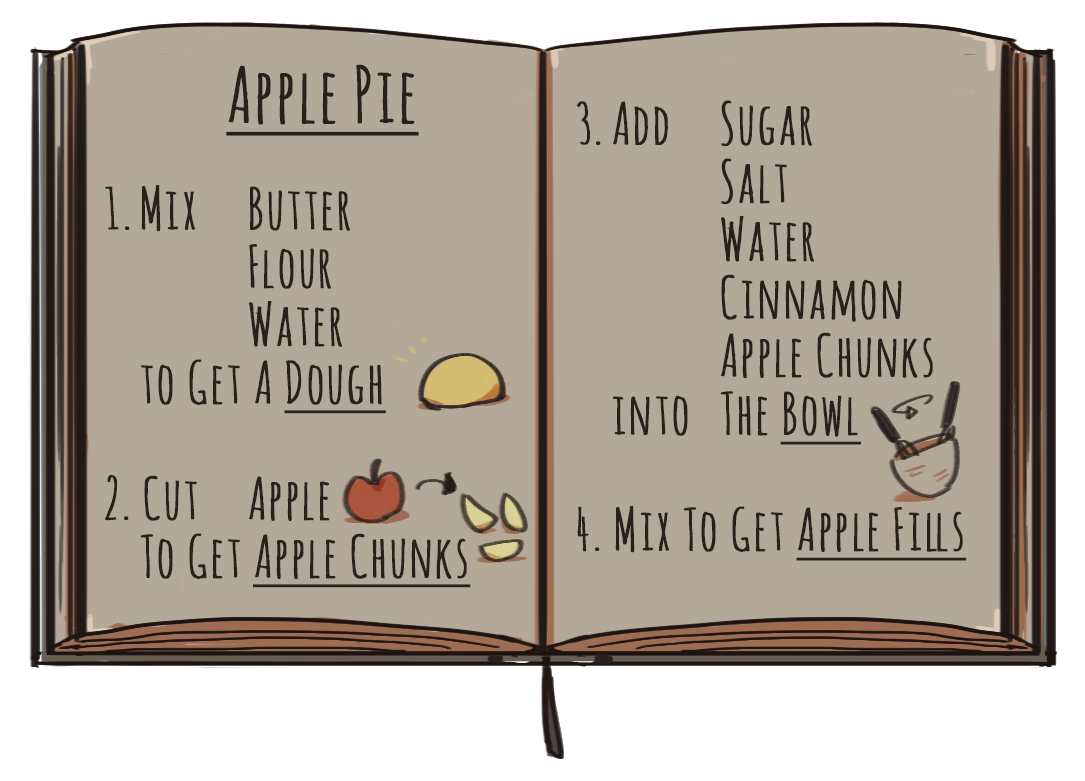 Apple Pie
1. Mix Butter
Flour
Water
to Get A Dough
2. Cut Apple
to Get Apple Chunks
3. Add Sugar
Salt
Water
Cinnamon
Apple Chunks
into The Bowl
4. Mix To Get Apple Fills